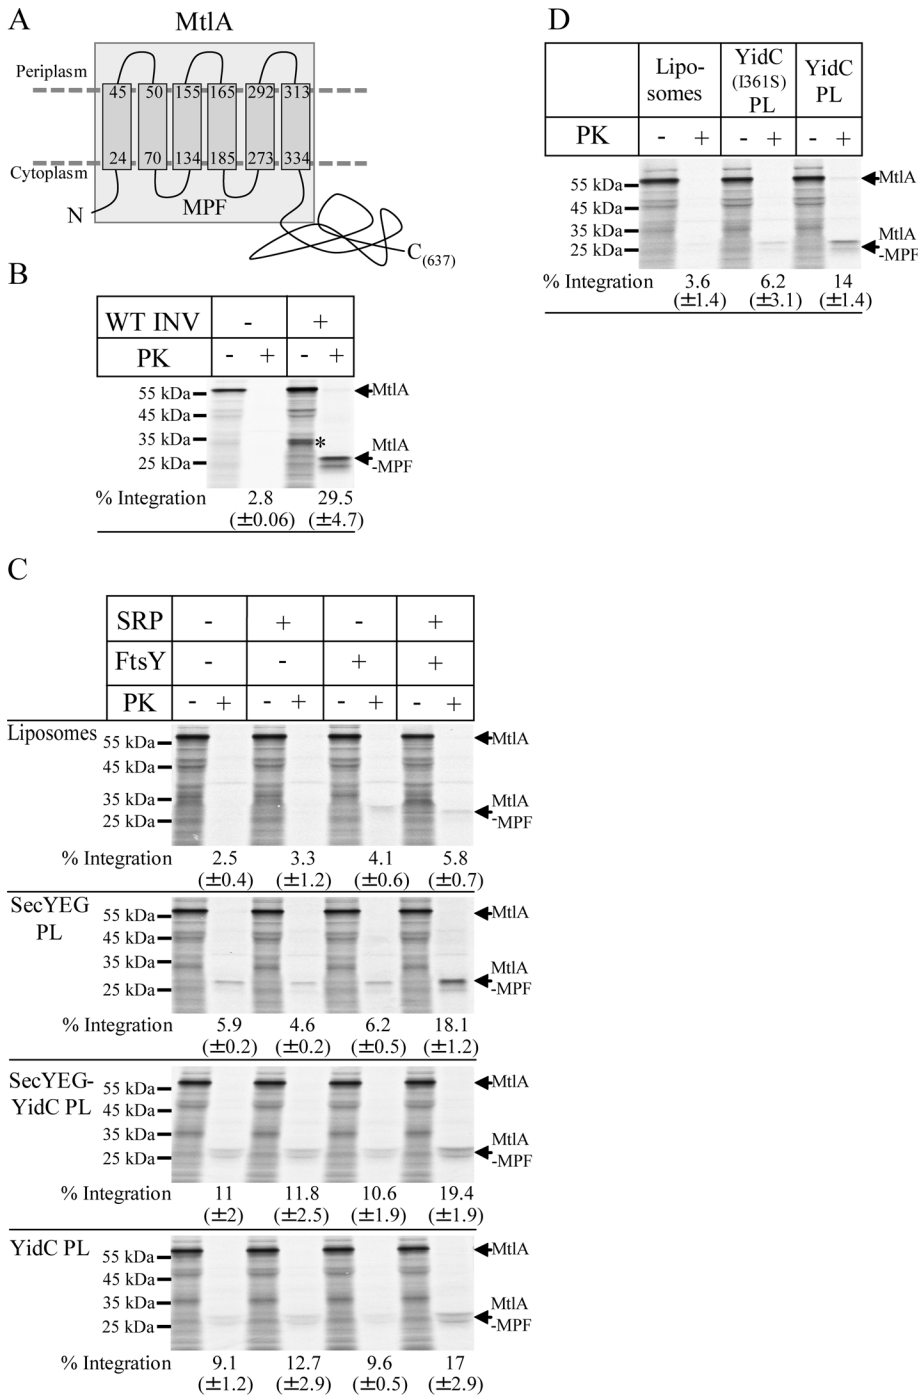 A
MtlA
Periplasm
45 50 155 165 292 313
24 70 134 185 273 334
Cytoplasm
N
MPF
C(637)
B
WT INV - +
PK - + - +
55 kDa
45 kDa
35 kDa
25 kDa
*
MtlA
MtlA
-MPF
% Integration 2.8 29.5
(±0.06) (±4.7)
C
SRP - + - +
FtsY - - + +
PK - + - + - + - +
Liposomes
55 kDa
45 kDa
35 kDa
25 kDa
MtlA
MtlA
-MPF
% Integration 2.5 3.3 4.1 5.8
(±0.4) (±1.2) (±0.6) (±0.7)
SecYEG
PL
55 kDa
45 kDa
35 kDa
25 kDa
MtlA
MtlA
-MPF
% Integration 5.9 4.6 6.2 18.1
(±0.2) (±0.2) (±0.5) (±1.2)
SecYEG-
YidC PL
55 kDa
45 kDa
35 kDa
25 kDa
MtlA
MtlA
-MPF
% Integration 11 11.8 10.6 19.4
(±2) (±2.5) (±1.9) (±1.9)
YidC PL
55 kDa
45 kDa
35 kDa
25 kDa
MtlA
MtlA
-MPF
% Integration 9.1 12.7 9.6 17
(±1.2) (±2.9) (±0.5) (±2.9)
D
Lipo-
somes
YidC
(I361S)
PL
YidC
PL
PK - + - + - +
55 kDa
45 kDa
35 kDa
25 kDa
MtlA
MtlA
-MPF
% Integration 3.6 6.2 14
(±1.4) (±3.1) (±1.4)